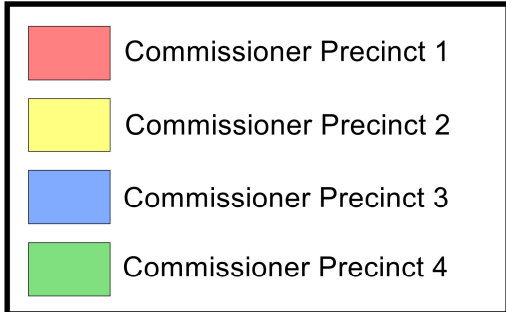 Commissioner Precinct 1
Commissioner Precinct 2
Commissioner Precinct 3
Commissioner Precinct 4